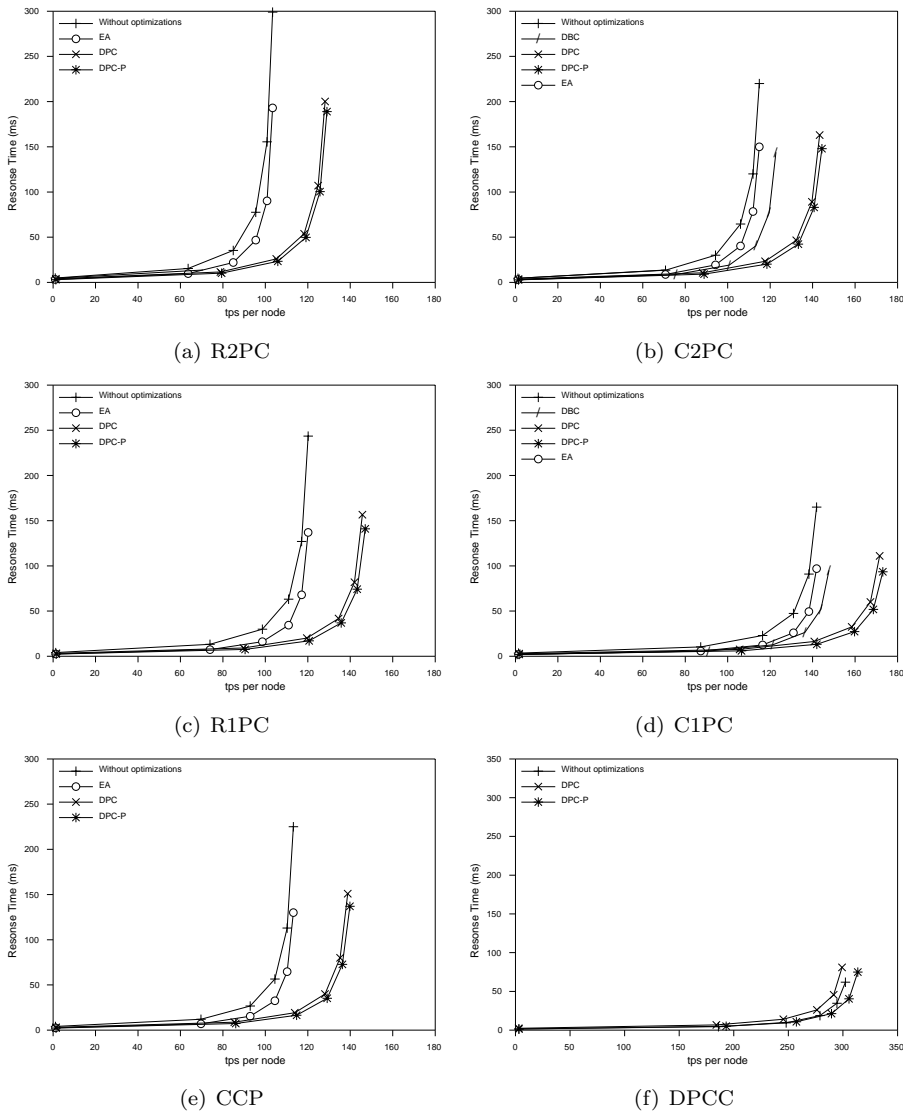 Without optimizations
EA
DPC
DPC-P
300
250
200
150
100
50
0
Resonse Time (ms)
0 20 40 60 80 100 120 140 160 180
tps per node
(a) R2PC
Without optimizations
DBC
DPC
DPC-P
EA
300
250
200
150
100
50
0
Resonse Time (ms)
0 20 40 60 80 100 120 140 160 180
tps per node
(b) C2PC
Without optimizations
EA
DPC
DPC-P
300
250
200
150
100
50
0
Resonse Time (ms)
0 20 40 60 80 100 120 140 160 180
tps per node
(c) R1PC
Without optimizations
DBC
DPC
DPC-P
EA
300
250
200
150
100
50
0
Resonse Time (ms)
0 20 40 60 80 100 120 140 160 180
tps per node
(d) C1PC
Without optimizations
EA
DPC
DPC-P
300
250
200
150
100
50
0
Resonse Time (ms)
0 20 40 60 80 100 120 140 160 180
tps per node
(e) CCP
Without optimizations
DPC
DPC-P
350
300
250
200
150
100
50
0
Resonse Time (ms)
0 50 100 150 200 250 300 350
tps per node
(f) DPCC